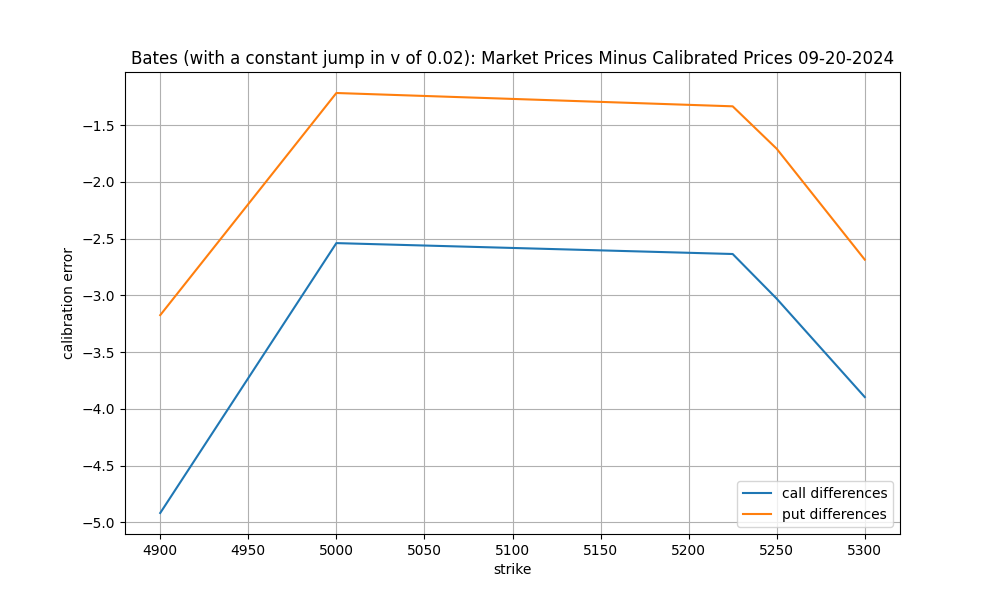 Bates (with a constant jump in v of 0.02): Market Prices Minus Calibrated Prices 09-20-2024
−1.5
−2.0
−2.5
−3.0
−3.5
−4.0
−4.5
−5.0
calibration error
4900 4950 5000 5050 5100 5150 5200 5250 5300
strike
call differences
put differences